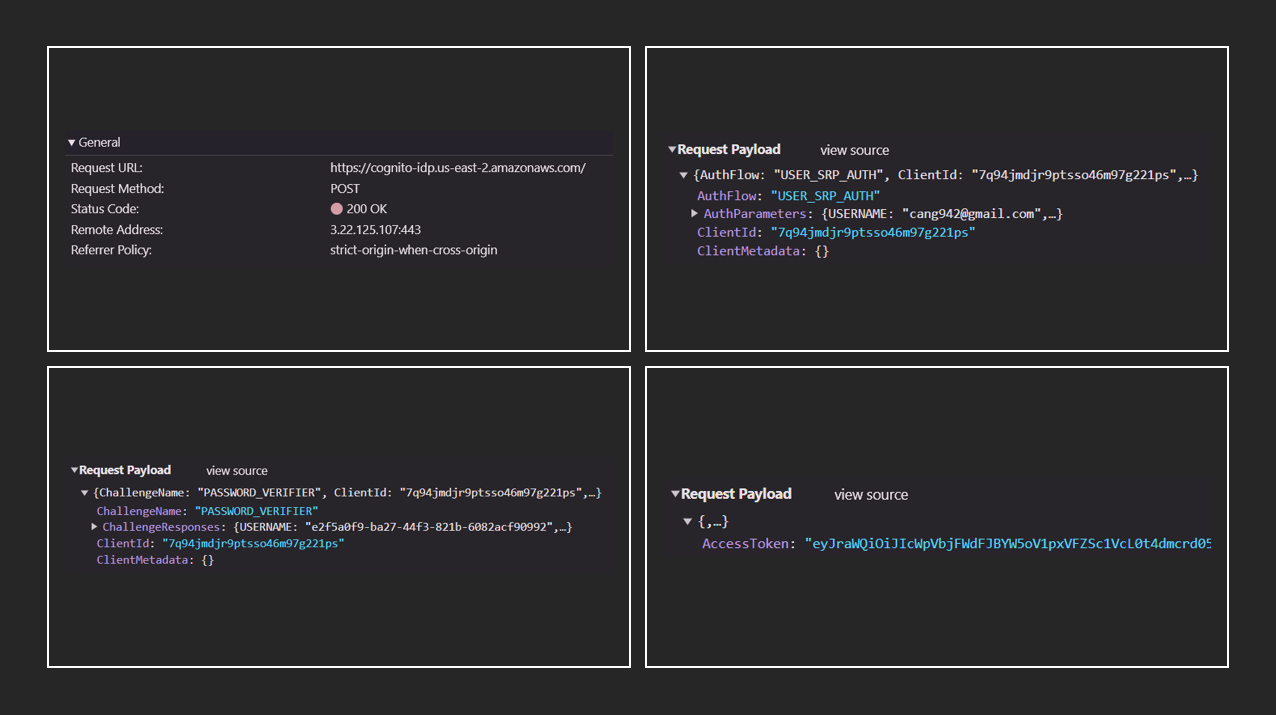 General
Request URL: https://cognito-idp.us-east-2.amazonaws.com/
Request Method: POST
Status Code: 200 OK
Remote Address: 3.22.125.107:443
Referrer Policy: strict-origin-when-cross-origin
Request Payload view source
{AuthFlow: "USER_SRP_AUTH", ClientId: "7q94jmdjr9ptsso46m97g221ps",…}
AuthFlow: "USER_SRP_AUTH"
AuthParameters: {USERNAME: "cang942@gmail.com",…}
ClientId: "7q94jmdjr9ptsso46m97g221ps"
ClientMetadata: {}
Request Payload view source
{ChallengeName: "PASSWORD_VERIFIER", ClientId: "7q94jmdjr9ptsso46m97g221ps",…}
ChallengeName: "PASSWORD_VERIFIER"
ChallengeResponses: {USERNAME: "e2f5a0f9-ba27-44f3-821b-6082acf90992",…}
ClientId: "7q94jmdjr9ptsso46m97g221ps"
ClientMetadata: {}
Request Payload view source
{,…}
AccessToken: "eyJraWQiOiJIcWpVbjFWdFJBYW5oV1pxVFZSc1VcL0t4dmcrd05